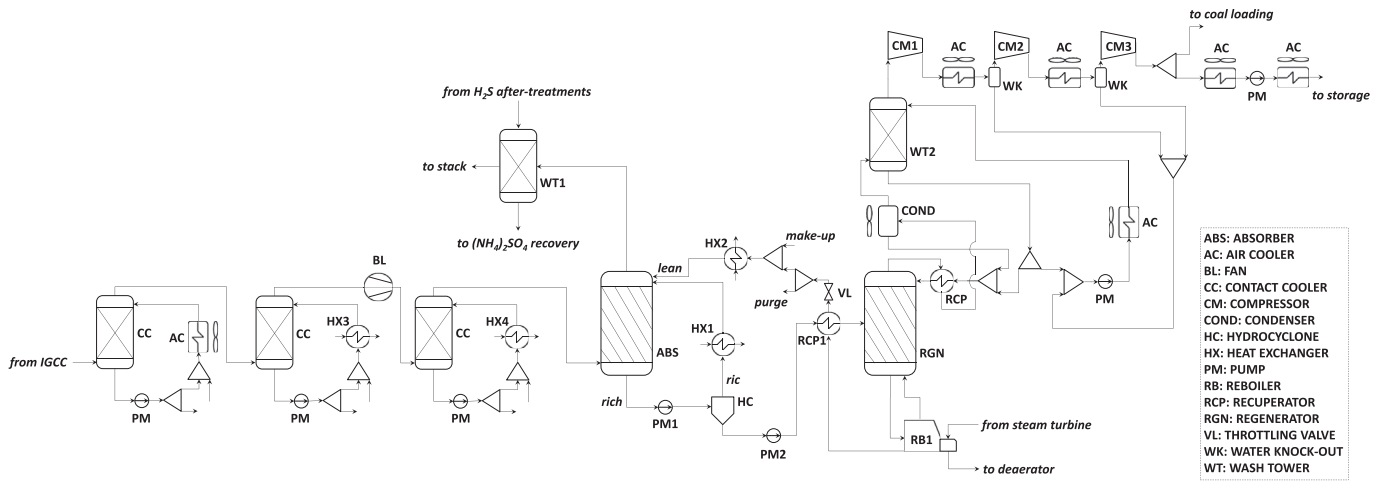 to coal loading
CM1
AC
CM2
AC
CM3
AC
AC
WK
WK
PM
to storage
from H₂S after-treatments
to stack
WT1
to (NH₄)₂SO₄ recovery
WT2
COND
AC
make-up
HX2
lean
purge
VL
RCP
PM
BL
CC
AC
CC
HX3
CC
HX4
from IGCC
ABS
HX1
RCP1
RGN
ric
rich
HC
PM
PM
PM
PM1
PM2
RB1
from steam turbine
to deaerator
ABS: ABSORBER
AC: AIR COOLER
BL: FAN
CC: CONTACT COOLER
CM: COMPRESSOR
COND: CONDENSER
HC: HYDROCYCLONE
HX: HEAT EXCHANGER
PM: PUMP
RB: REBOILER
RCP: RECUPERATOR
RGN: REGENERATOR
VL: THROTTLING VALVE
WK: WATER KNOCK-OUT
WT: WASH TOWER